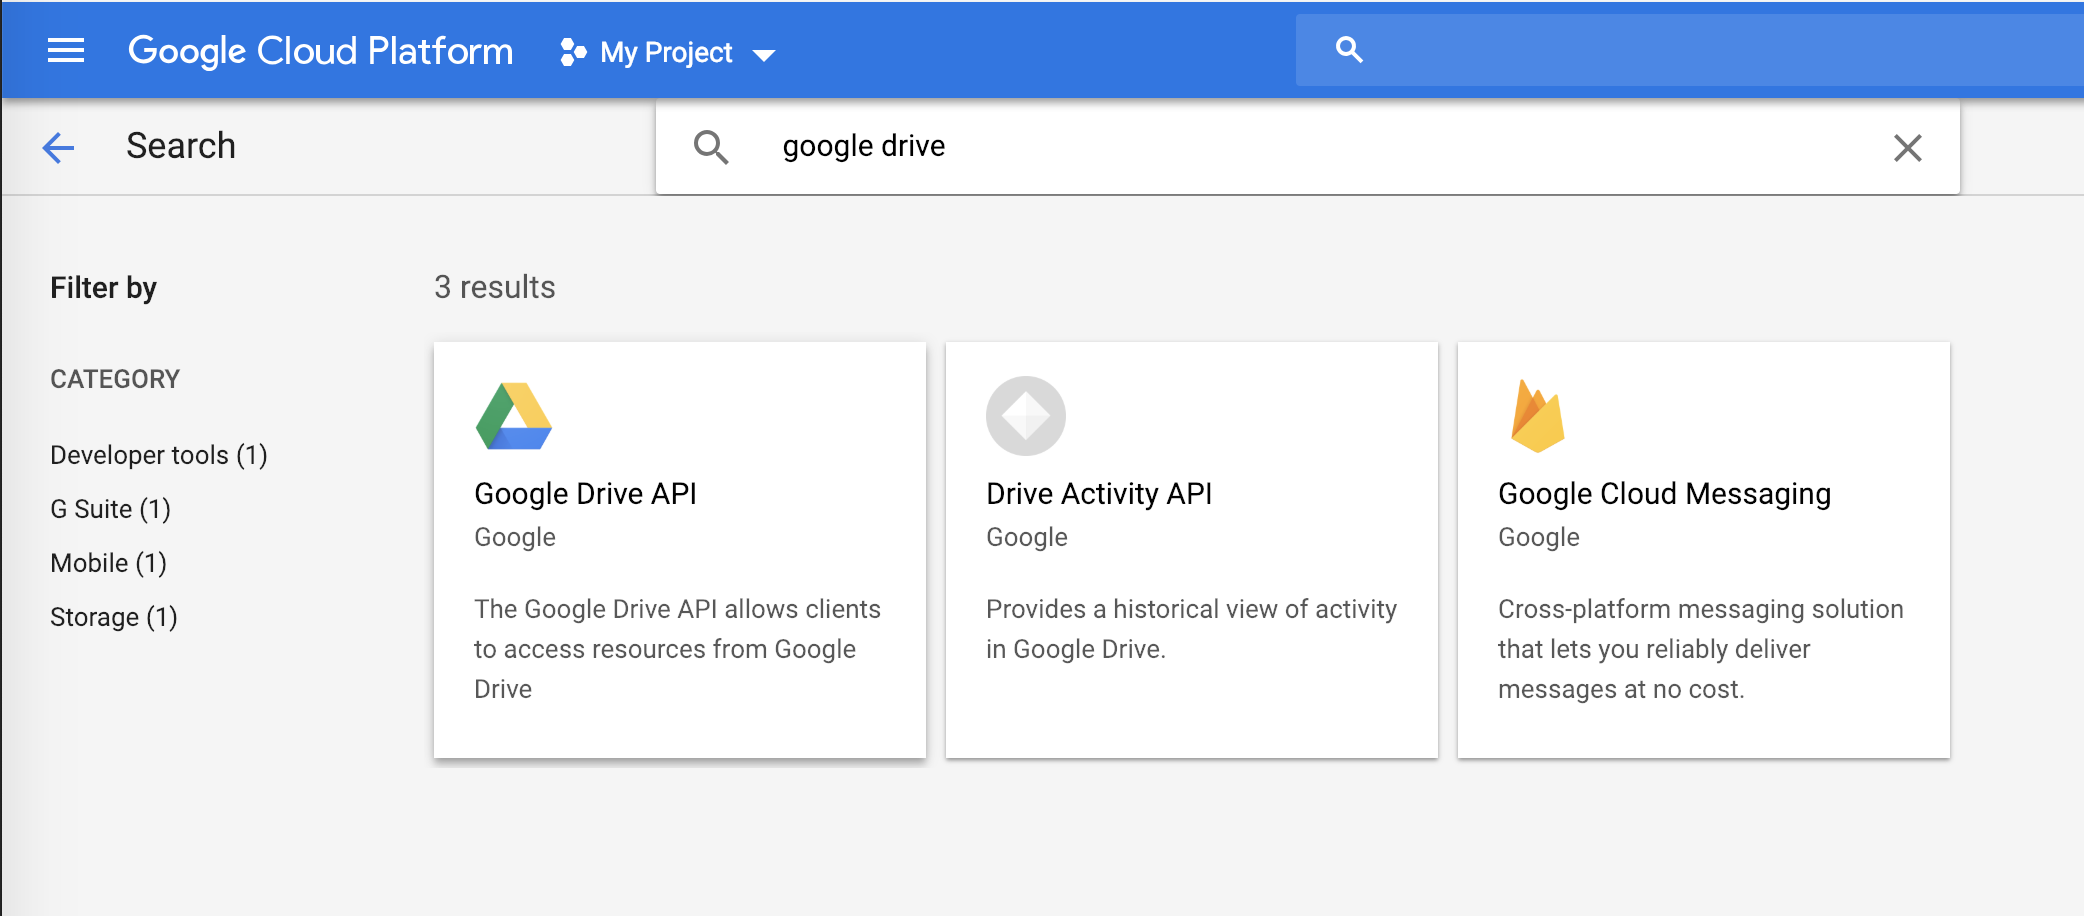 Google Cloud Platform
My Project
Search
google drive
Filter by
3 results
CATEGORY
Developer tools (1)
G Suite (1)
Mobile (1)
Storage (1)
Google Drive API
Google
The Google Drive API allows clients
to access resources from Google
Drive
Drive Activity API
Google
Provides a historical view of activity
in Google Drive.
Google Cloud Messaging
Google
Cross-platform messaging solution
that lets you reliably deliver
messages at no cost.